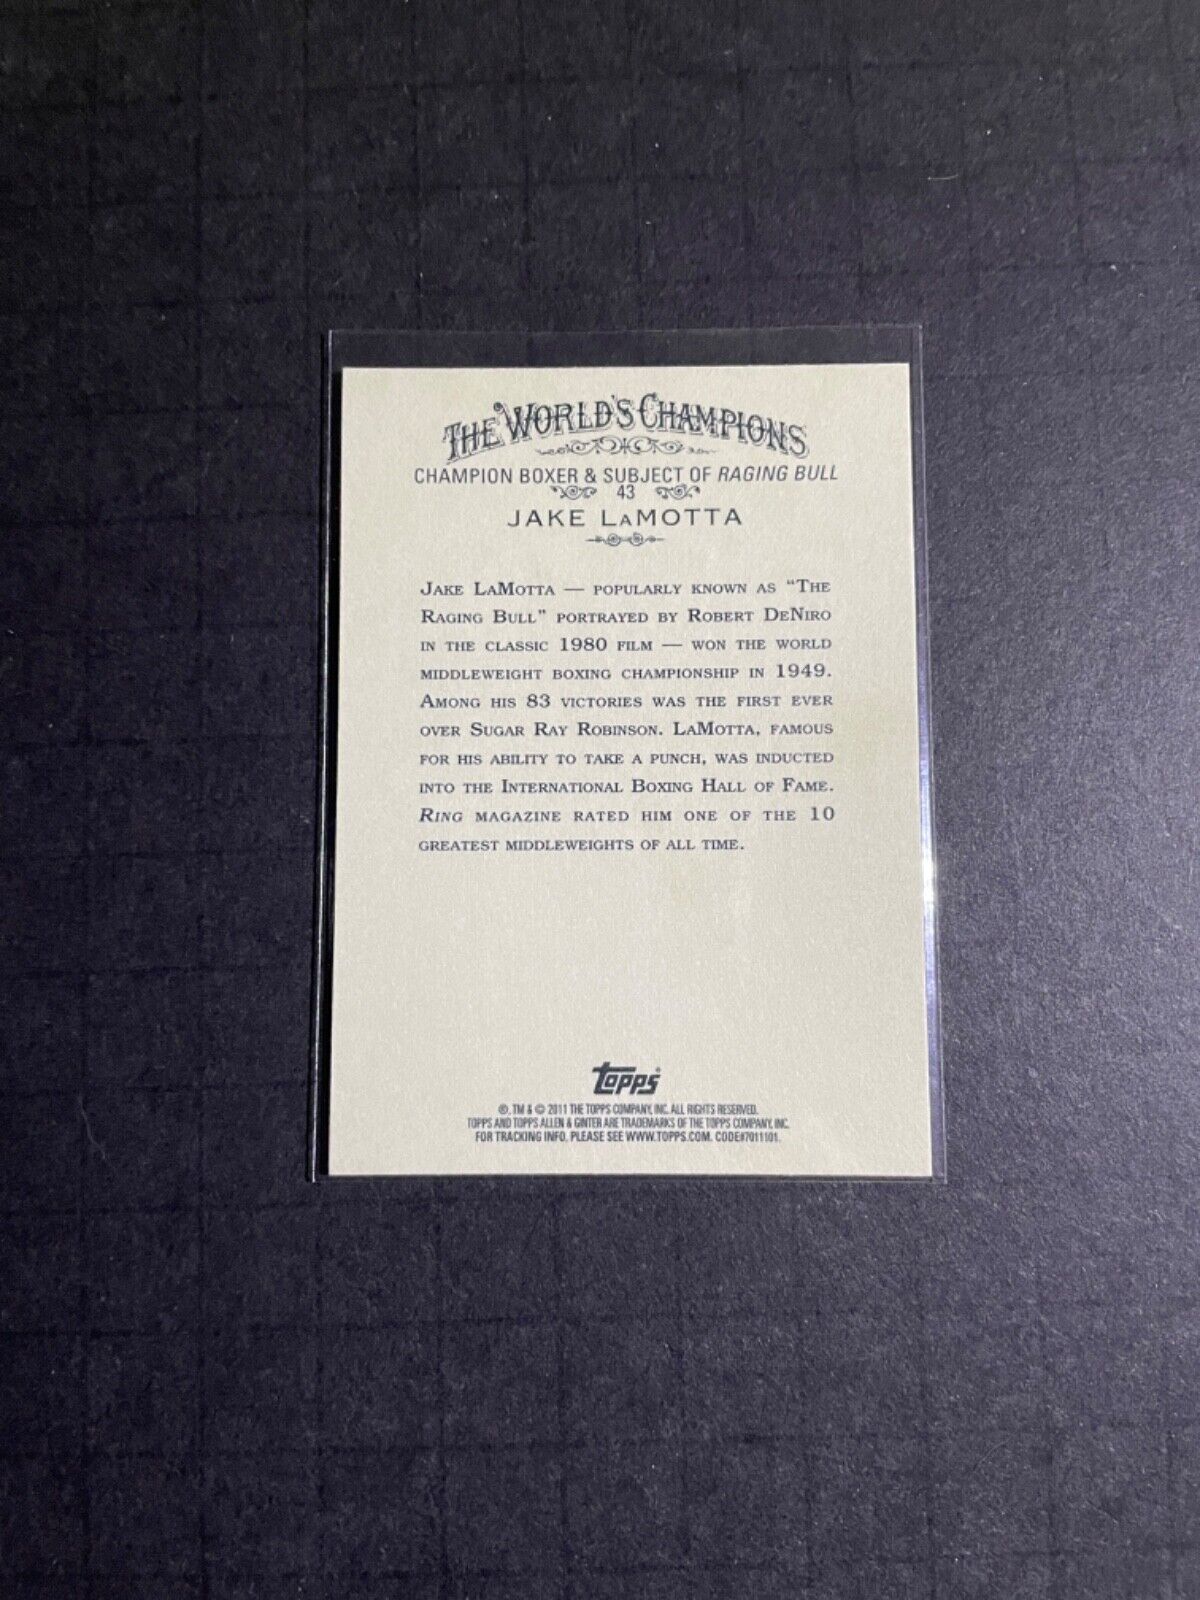 THE WORLD'S CHAMPIONS
CHAMPION BOXER & SUBJECT OF RAGING BULL
43
JAKE LAMOTTA
JAKE LAMOTTA — POPULARLY KNOWN AS "THE
RAGING BULL" PORTRAYED BY ROBERT DENIRO
IN THE CLASSIC 1980 FILM — WON THE WORLD
MIDDLEWEIGHT BOXING CHAMPIONSHIP IN 1949.
AMONG HIS 83 VICTORIES WAS THE FIRST EVER
OVER SUGAR RAY ROBINSON. LAMOTTA, FAMOUS
FOR HIS ABILITY TO TAKE A PUNCH, WAS INDUCTED
INTO THE INTERNATIONAL BOXING HALL OF FAME.
RING MAGAZINE RATED HIM ONE OF THE 10
GREATEST MIDDLEWEIGHTS OF ALL TIME.
topps
®, TM & © 2011 THE TOPPS COMPANY, INC. ALL RIGHTS RESERVED.
TOPPS AND TOPPS ALLEN & GINTER ARE TRADEMARKS OF THE TOPPS COMPANY, INC.
FOR TRACKING INFO, PLEASE SEE WWW.TOPPS.COM. CODE#7011101.